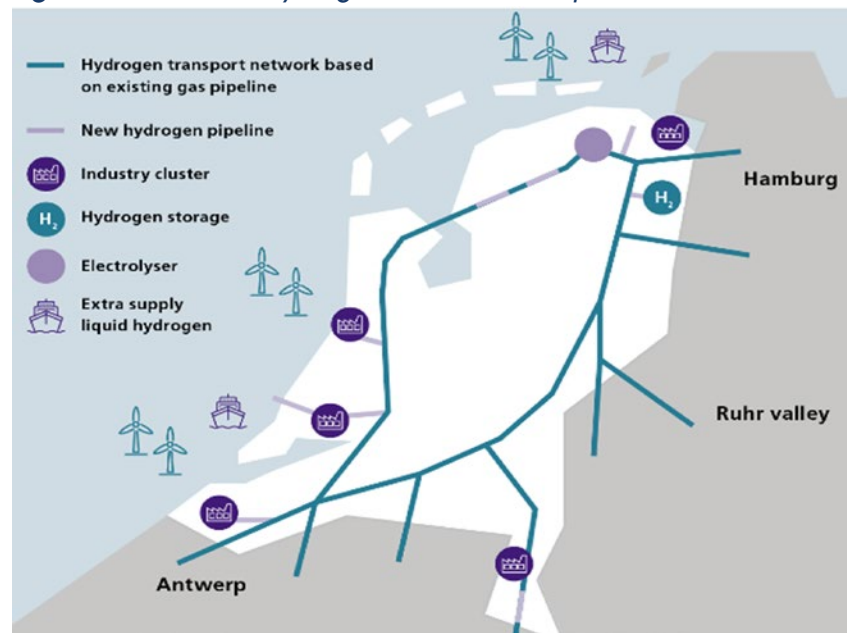 Hydrogen transport network based
on existing gas pipeline
New hydrogen pipeline
Industry cluster
H₂
Hydrogen storage
Electrolyser
Extra supply
liquid hydrogen
Hamburg
H₂
Ruhr valley
Antwerp